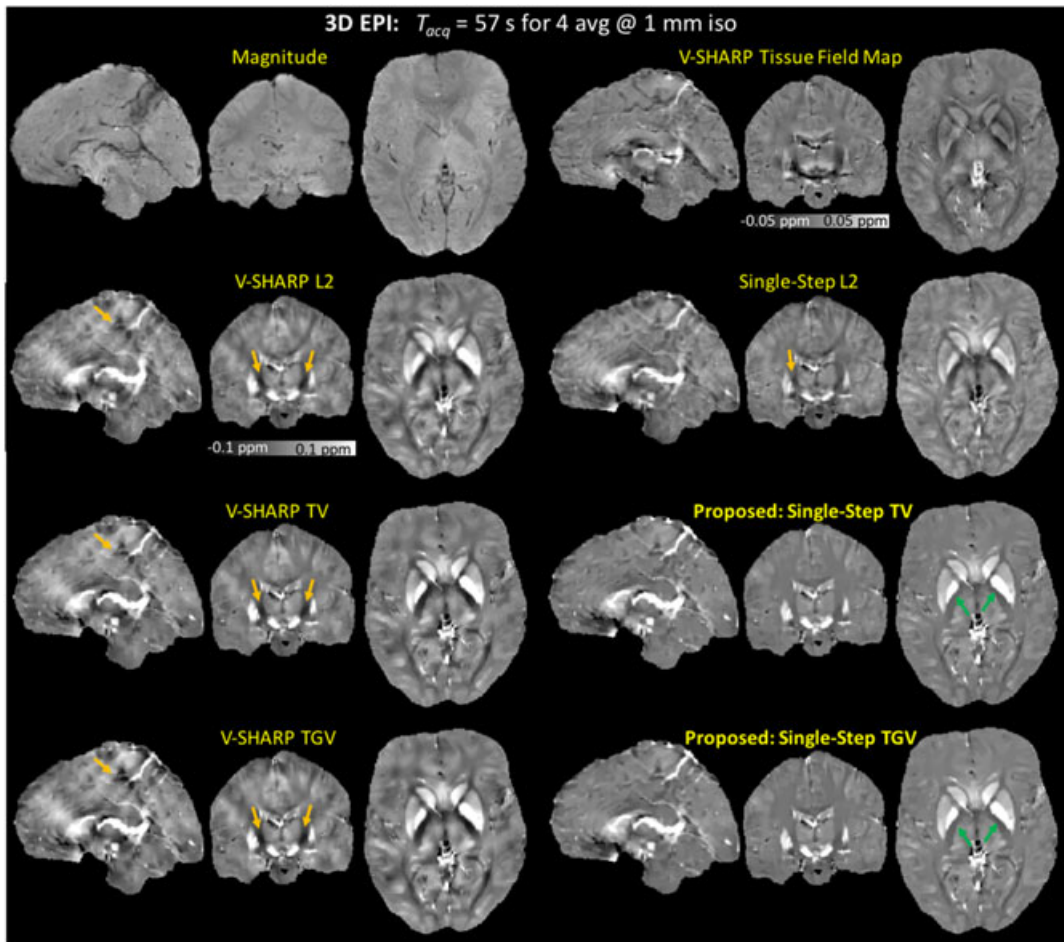 3D EPI: Tacq = 57 s for 4 avg @ 1 mm iso
Magnitude
V-SHARP Tissue Field Map
-0.05 ppm 0.05 ppm
V-SHARP L2
Single-Step L2
-0.1 ppm 0.1 ppm
V-SHARP TV
Proposed: Single-Step TV
V-SHARP TGV
Proposed: Single-Step TGV